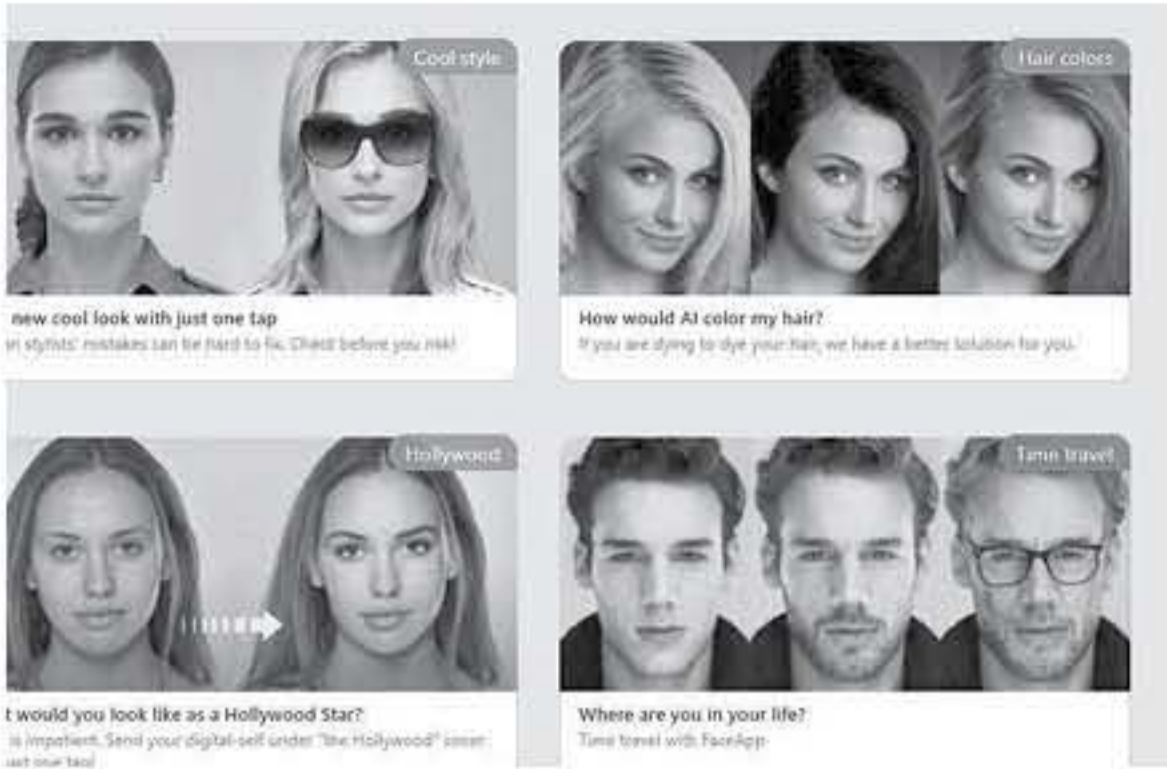 Cool style
new cool look with just one tap
stylists' mistakes can be hard to fix. Check before you risk!
Hair colors
How would AI color my hair?
If you are dying to dye your hair, we have a better solution for you.
Hollywood
t would you look like as a Hollywood Star?
is impatient. Send your digital-self under "the Hollywood"
just one tap!
Time travel
Where are you in your life?
Time travel with FaceApp